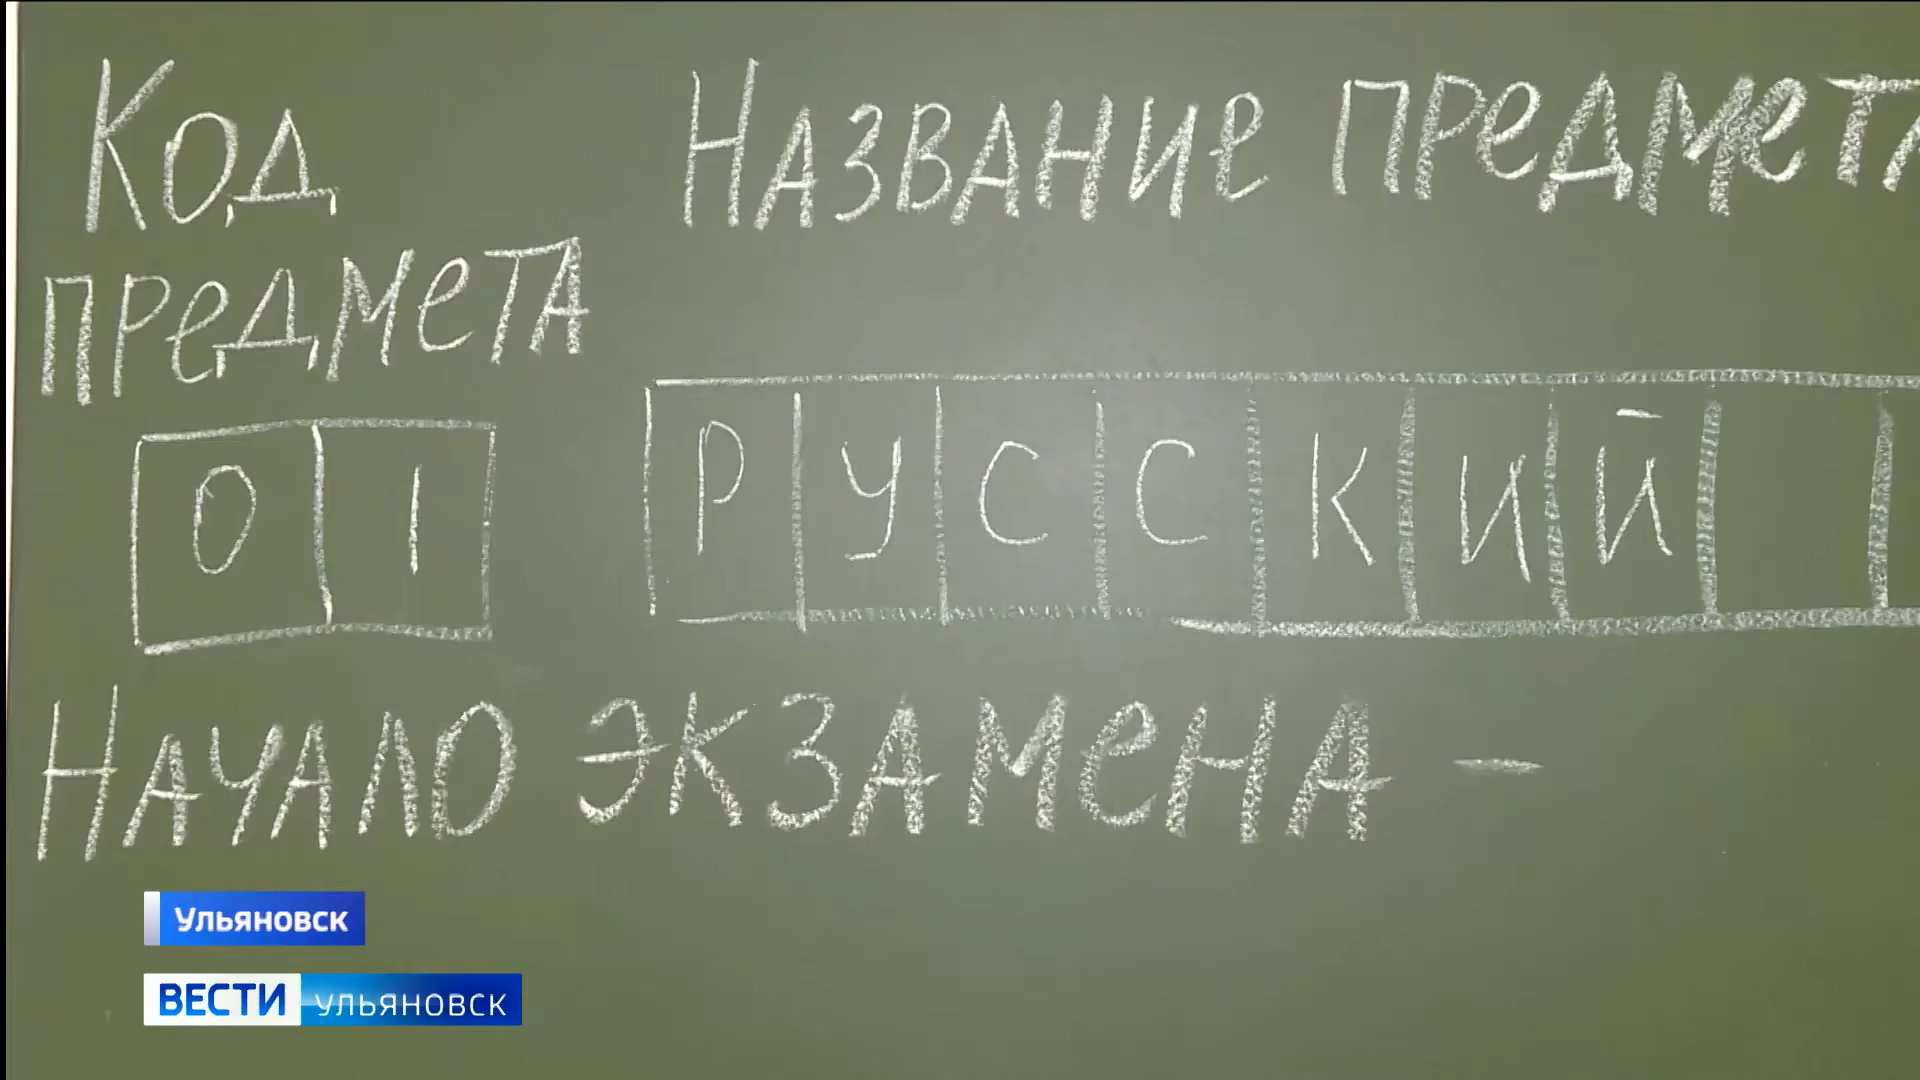 Код
предмета
Название предмета
01
РУССКИЙ
Начало экзамена –
Ульяновск
ВЕСТИ УЛЬЯНОВСК